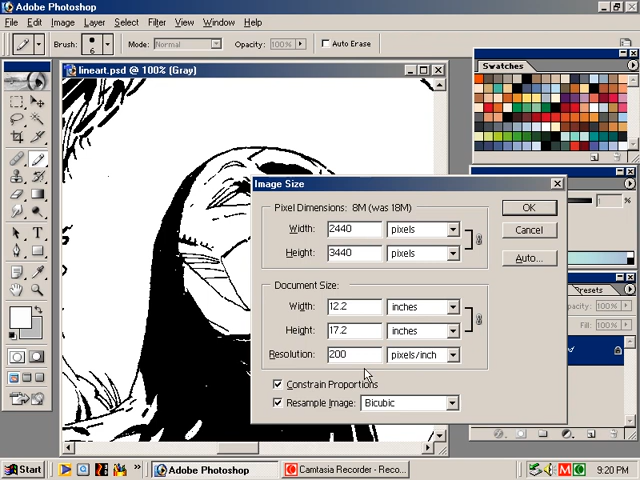 Adobe Photoshop
File Edit Image Layer Select Filter View Window Help
Brush: 6 Mode: Normal Opacity: 100% Auto Erase
lineart.psd @ 100% (Gray)
Swatches
Image Size
Pixel Dimensions: 8M (was 18M)
Width: 2440 pixels
Height: 3440 pixels
OK
Cancel
Auto...
Document Size:
Width: 12.2 inches
Height: 17.2 inches
Resolution: 200 pixels/inch
Constrain Proportions
Resample Image: Bicubic
1 %
Presets
100%
100%
Start
Adobe Photoshop
Camtasia Recorder - Reco...
9:20 PM